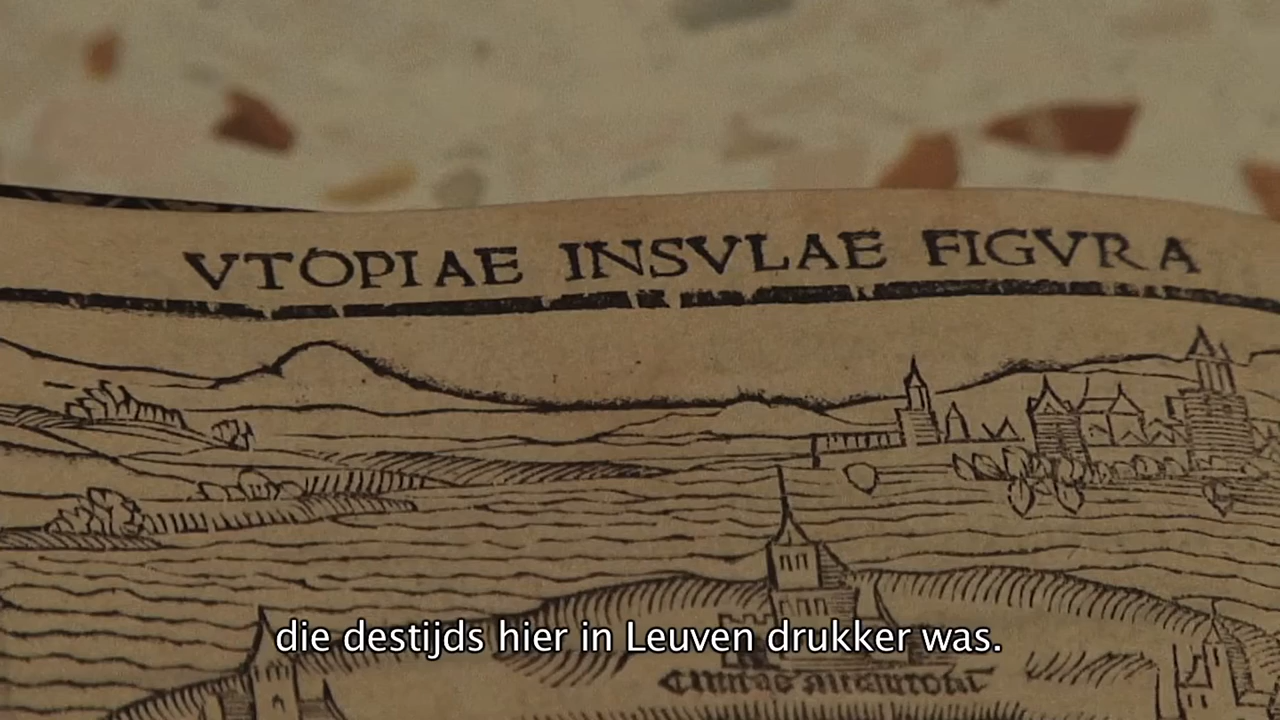 VTOPIAE INSVLAE FIGVRA
die destijds hier in Leuven drukker was.